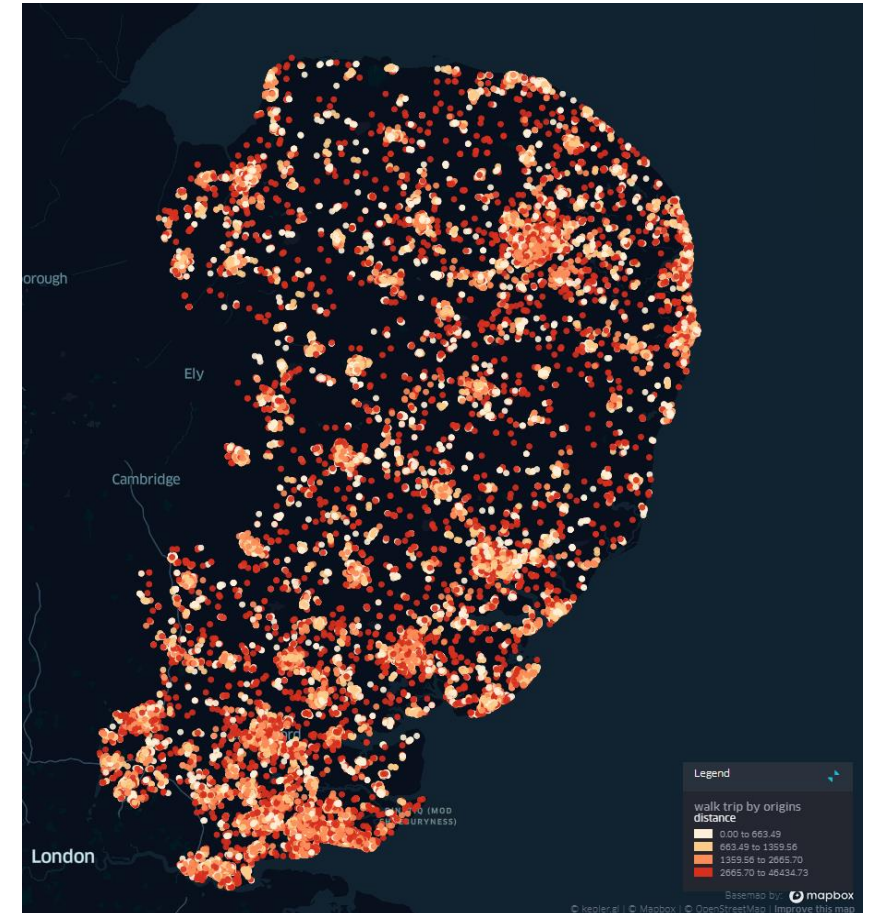 orough
Ely
Cambridge
ord
(MOD
London
Legend
walk trip by origins
distance
0.00 to 663.49
663.49 to 1359.56
1359.56 to 2665.70
2665.70 to 46434.73
Basemap by: mapbox
© kepler.gl | © Mapbox | © OpenStreetMap | Improve this map